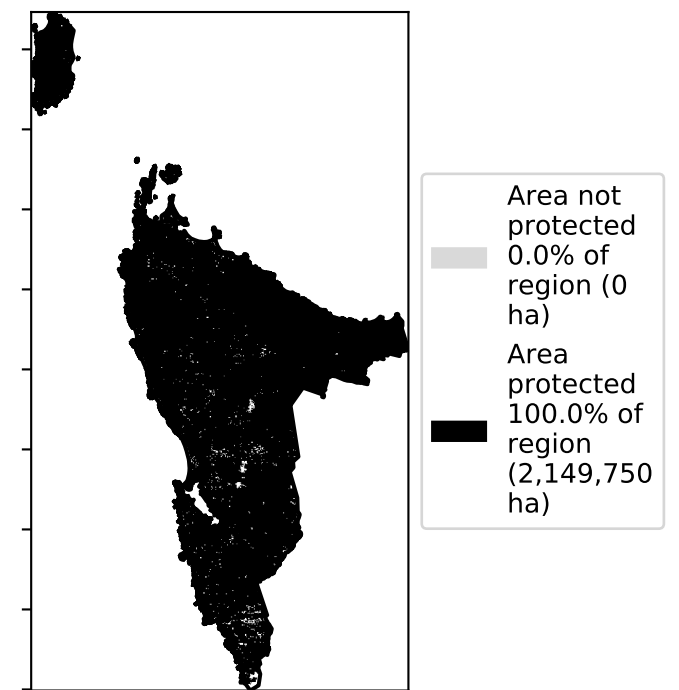 Area not
protected
0.0% of
region (0
ha)
Area
protected
100.0% of
region
(2,149,750
ha)